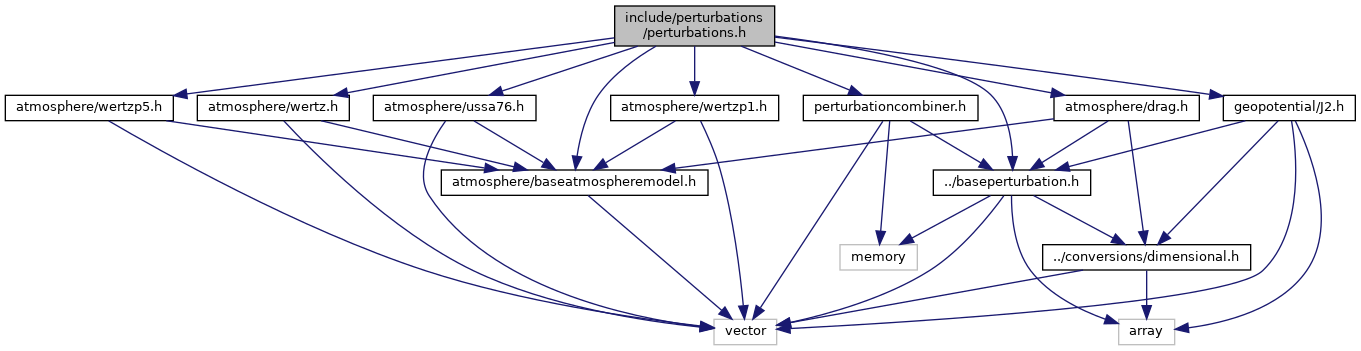 include/perturbations
/perturbations.h
atmosphere/wertzp5.h
atmosphere/wertz.h
atmosphere/ussa76.h
atmosphere/wertzp1.h
perturbationcombiner.h
atmosphere/drag.h
geopotential/J2.h
atmosphere/baseatmospheremodel.h
../baseperturbation.h
memory
../conversions/dimensional.h
vector
array